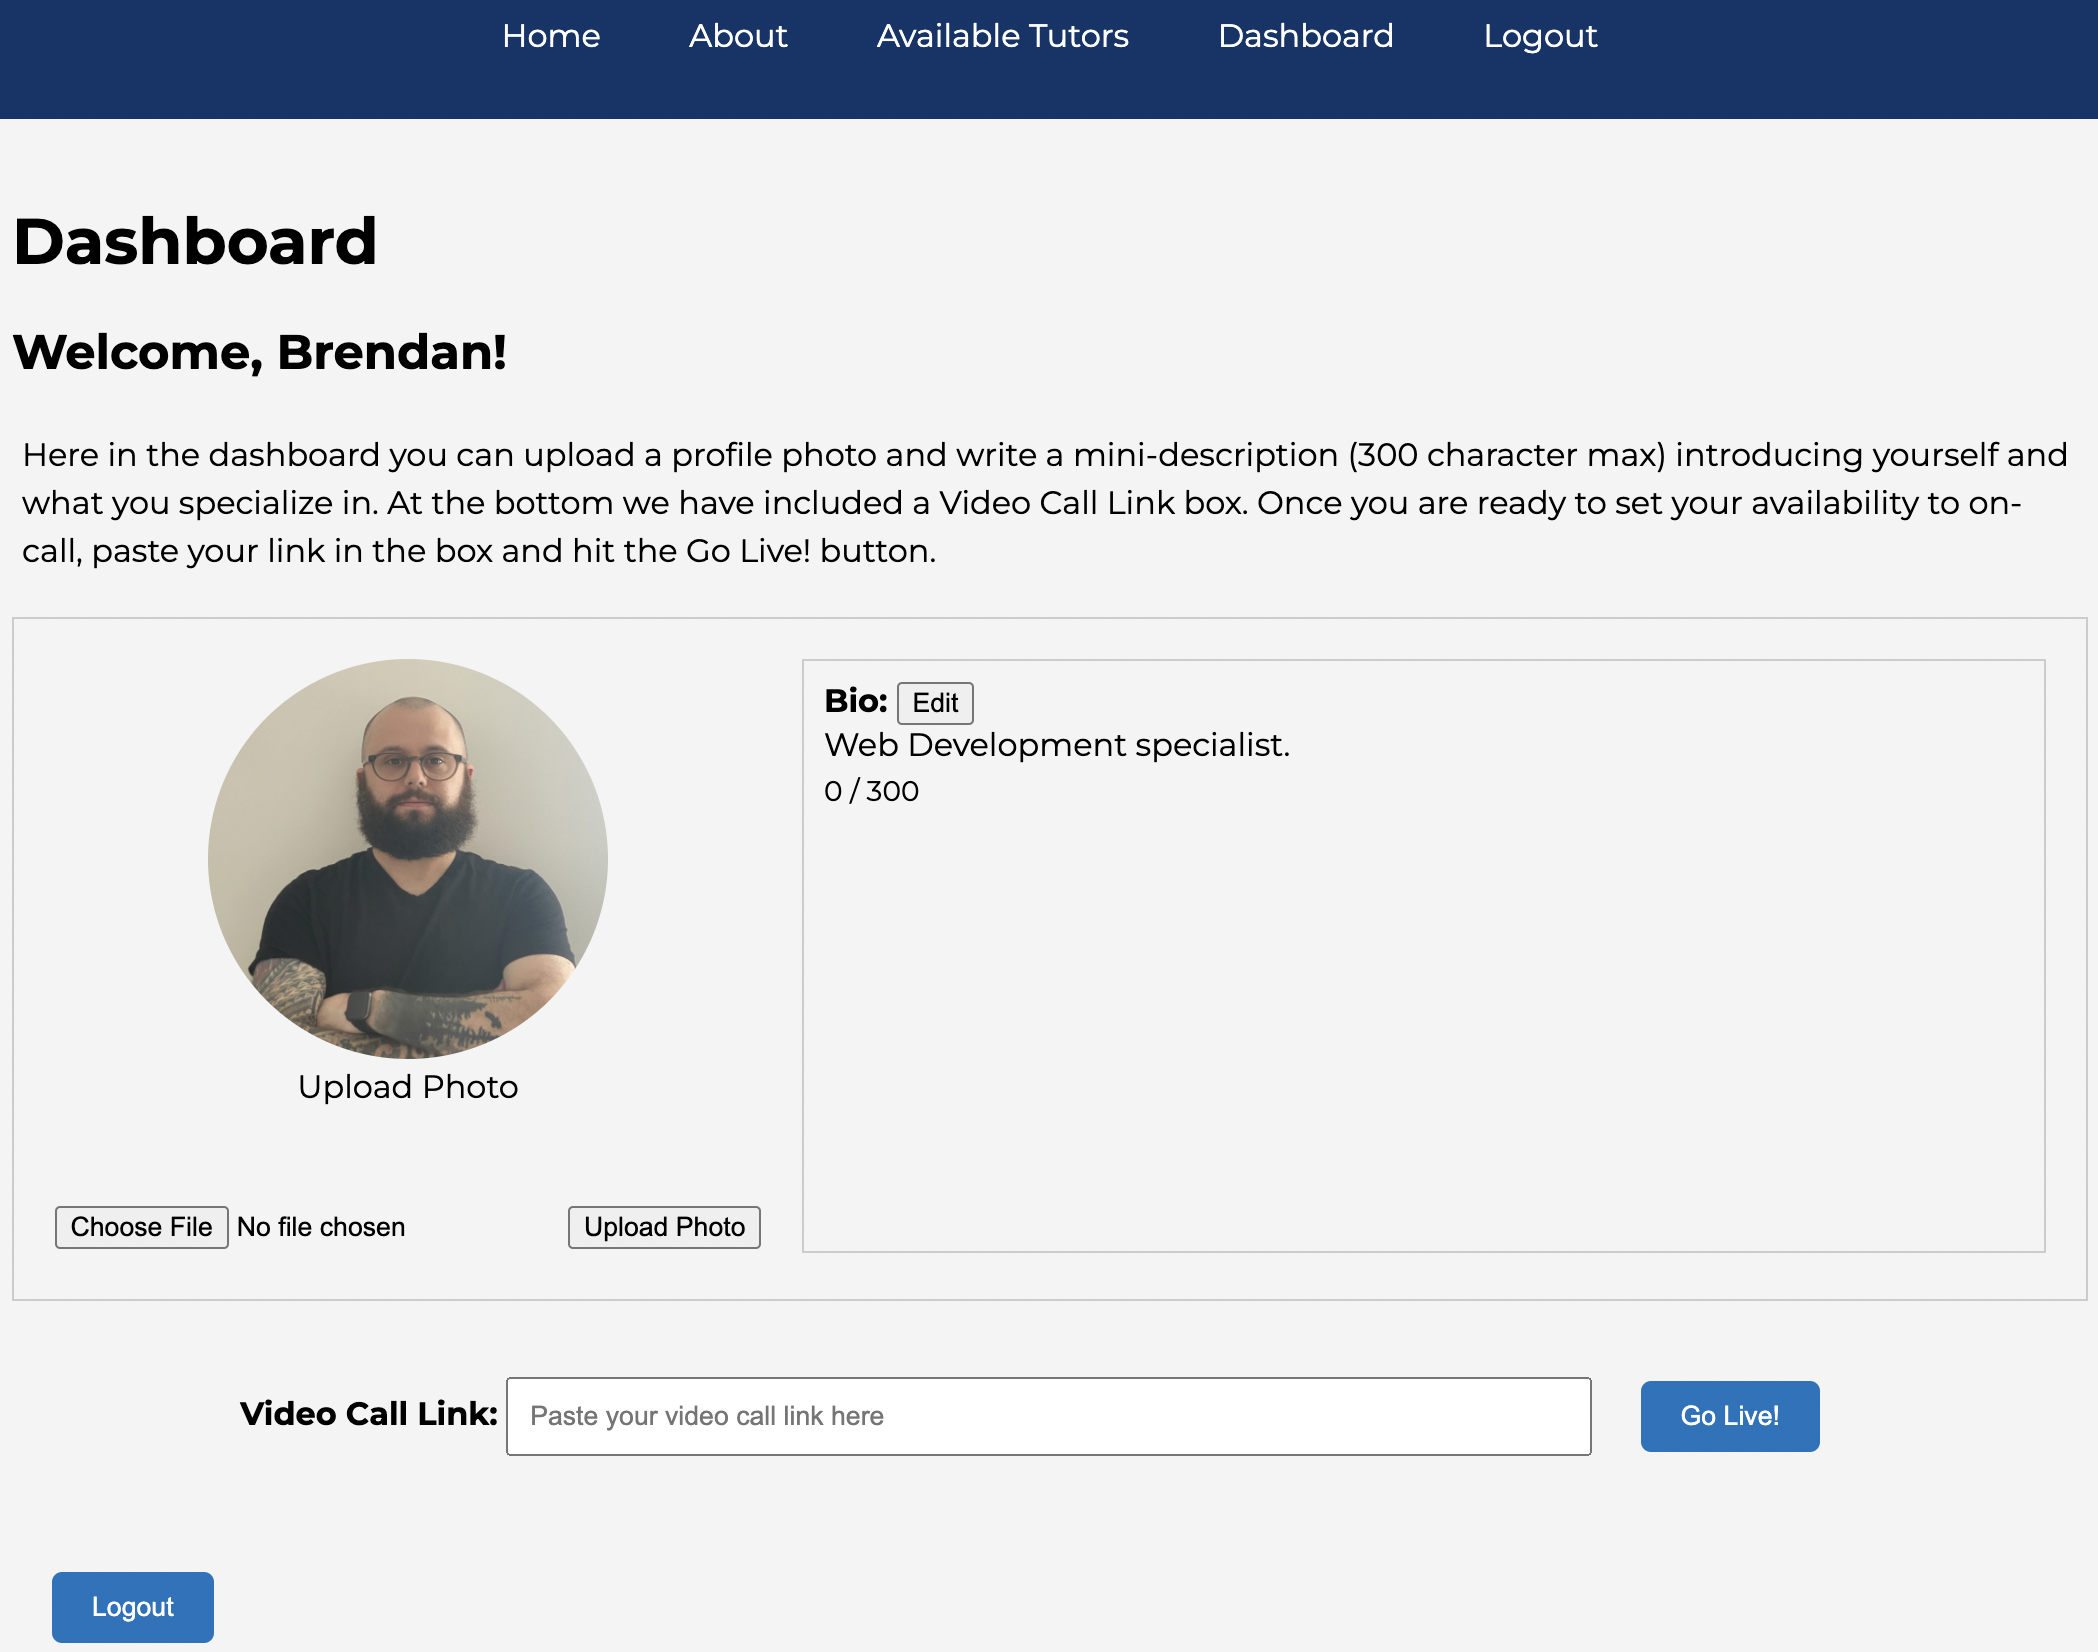 Home About Available Tutors Dashboard Logout
Dashboard
Welcome, Brendan!
Here in the dashboard you can upload a profile photo and write a mini-description (300 character max) introducing yourself and
what you specialize in. At the bottom we have included a Video Call Link box. Once you are ready to set your availability to on-
call, paste your link in the box and hit the Go Live! button.
Upload Photo
Choose File No file chosen Upload Photo
Bio: Edit
Web Development specialist.
0 / 300
Video Call Link: Paste your video call link here Go Live!
Logout